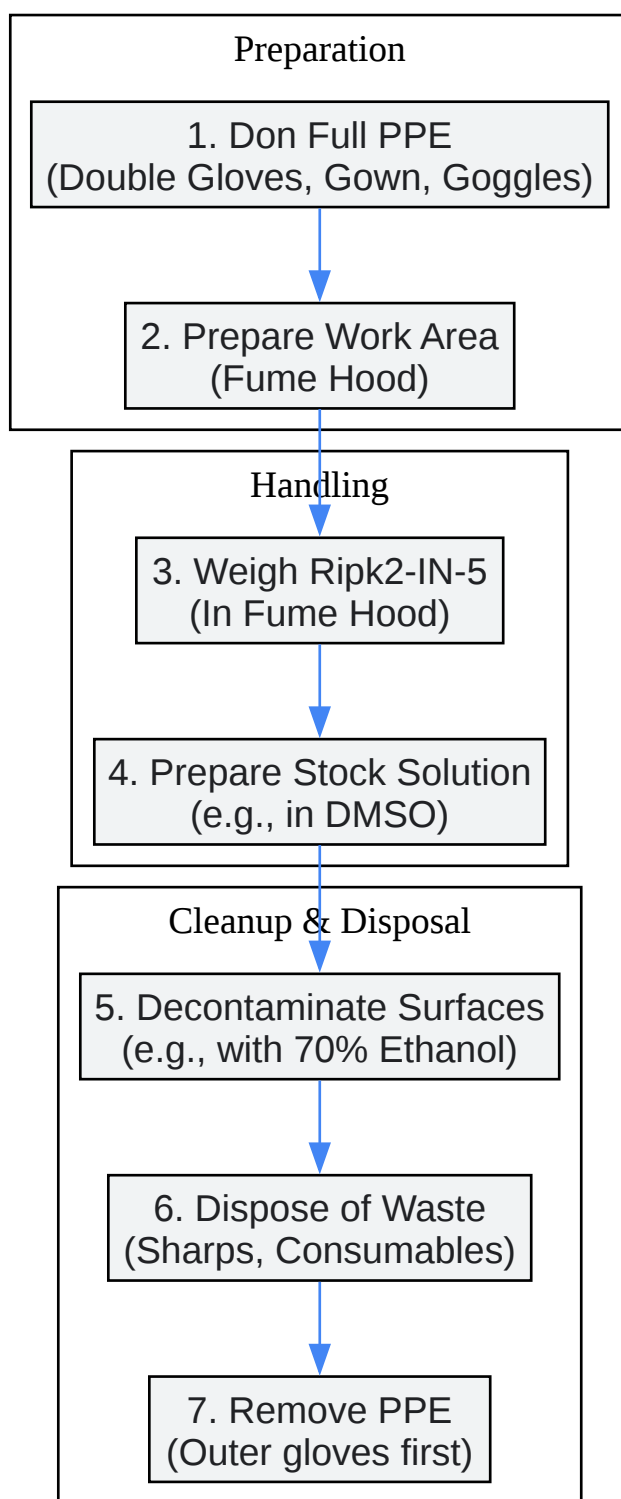 Preparation
1. Don Full PPE
(Double Gloves, Gown, Goggles)
2. Prepare Work Area
(Fume Hood)
Handling
3. Weigh Ripk2-IN-5
(In Fume Hood)
4. Prepare Stock Solution
(e.g., in DMSO)
Cleanup & Disposal
5. Decontaminate Surfaces
(e.g., with 70% Ethanol)
6. Dispose of Waste
(Sharps, Consumables)
7. Remove PPE
(Outer gloves first)